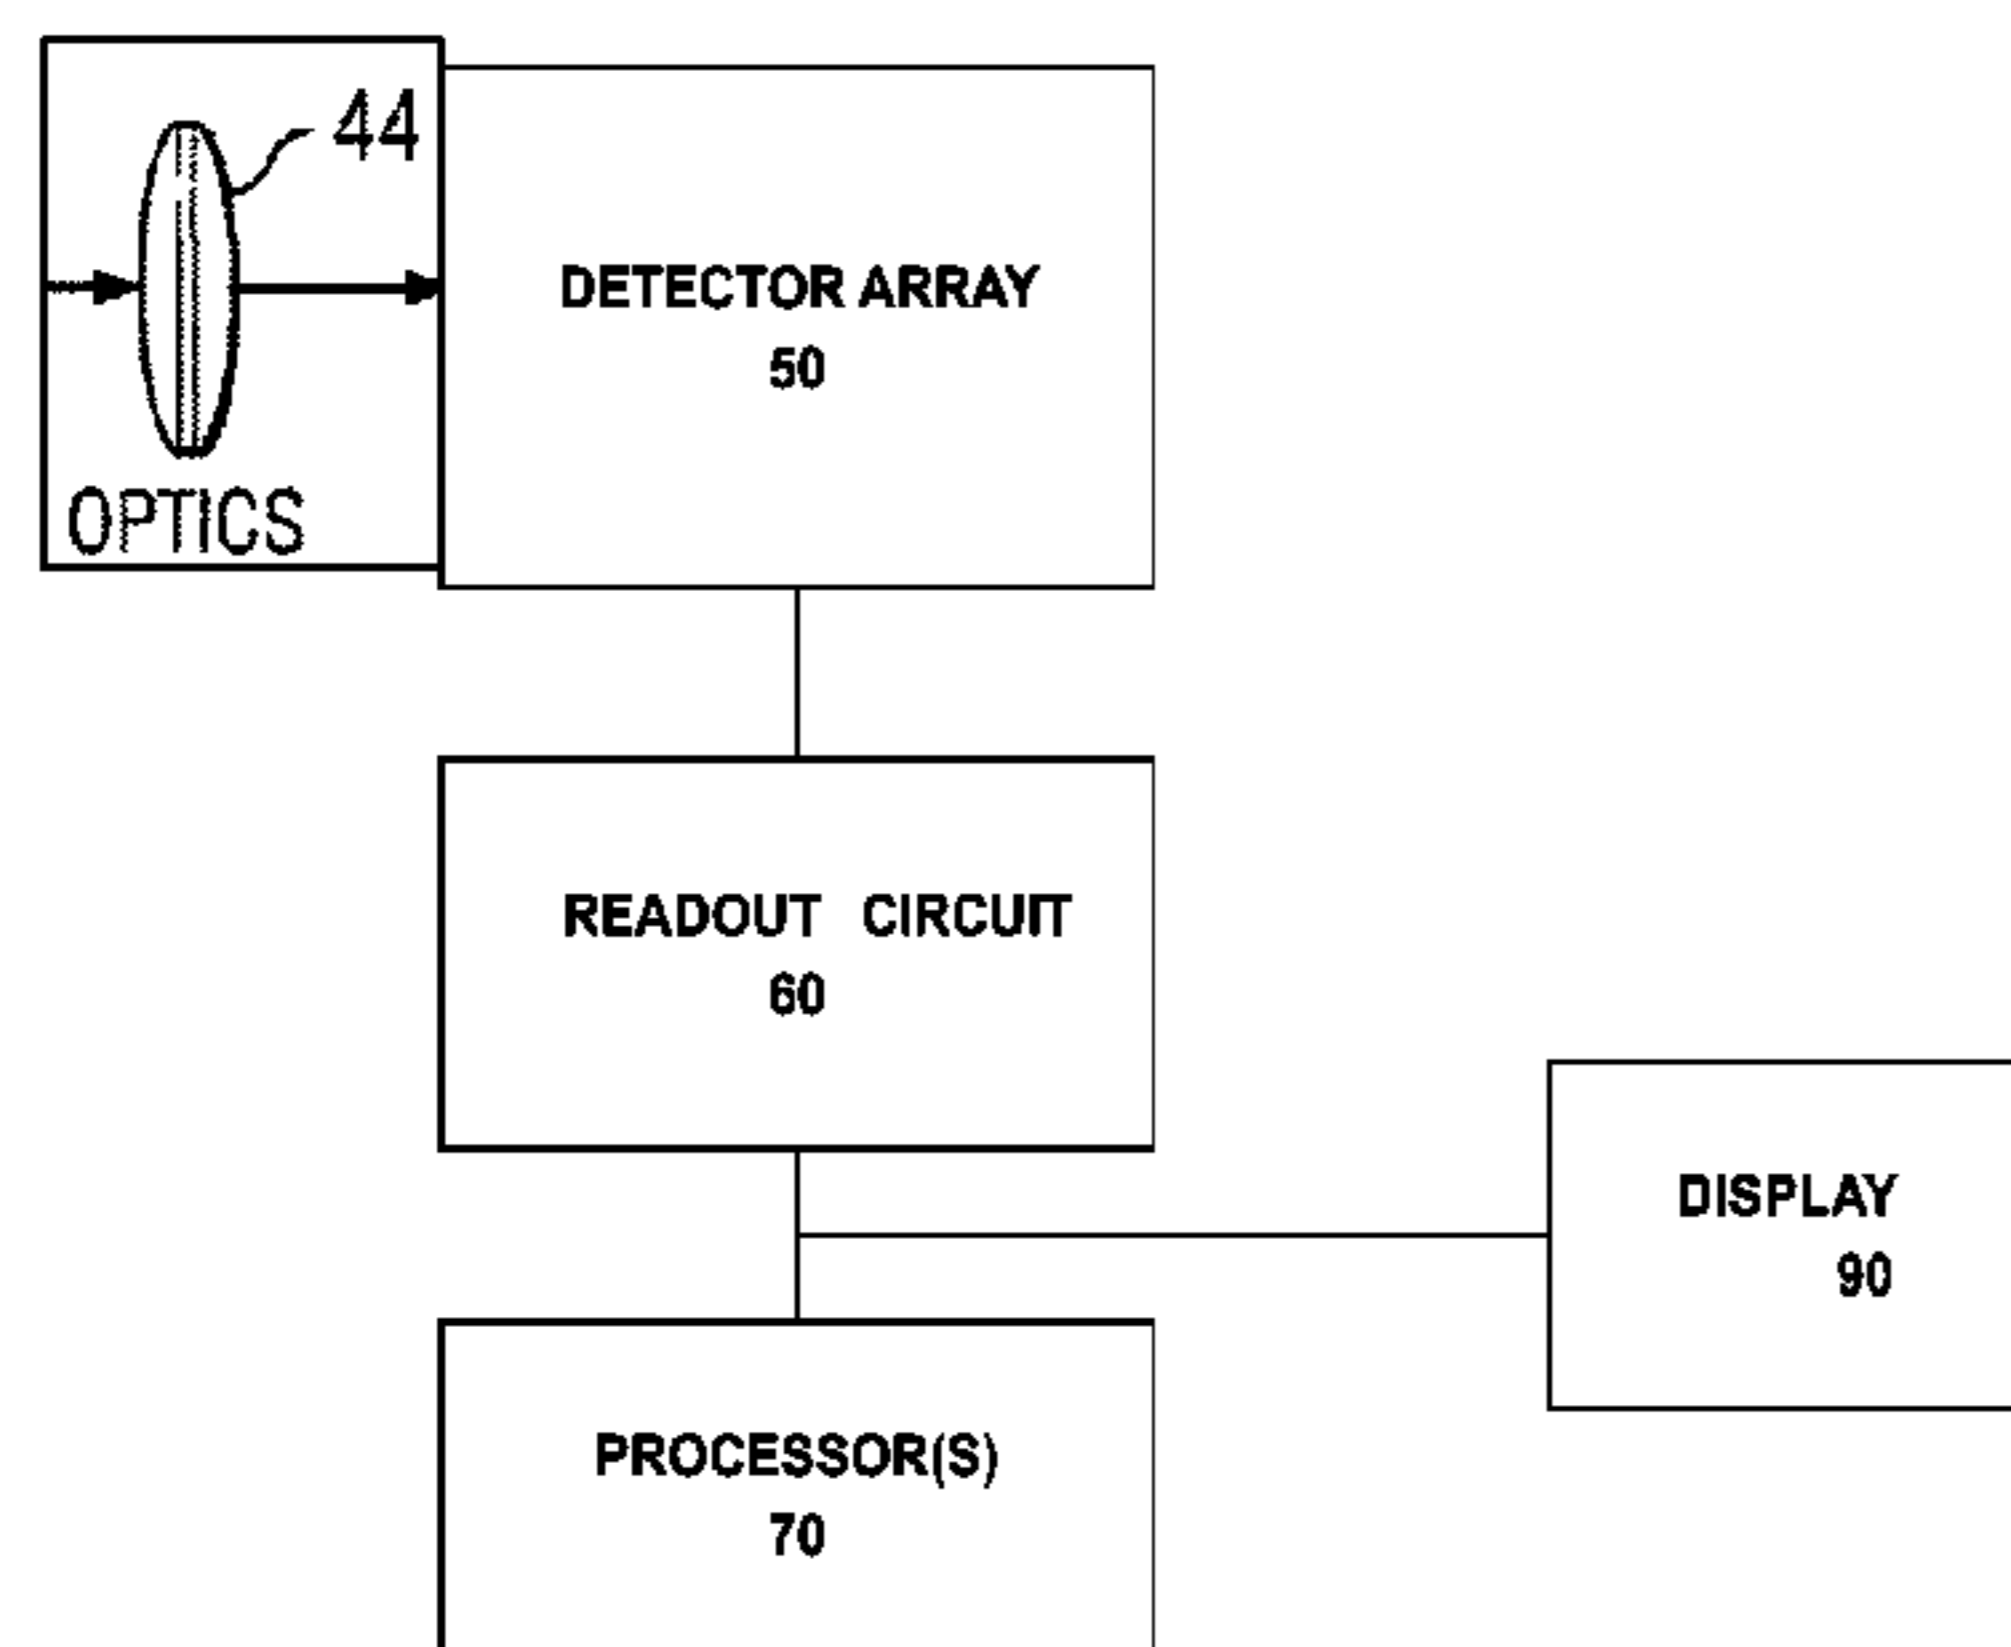 44
OPTICS
DETECTOR ARRAY
50
READOUT CIRCUIT
60
DISPLAY
90
PROCESSOR(S)
70